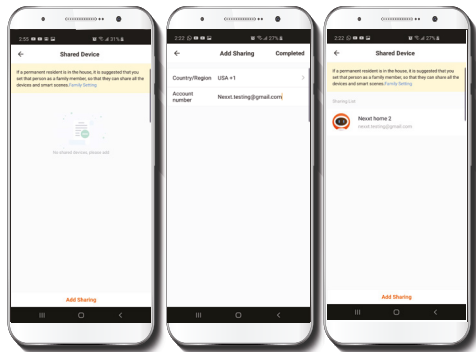 2:55
31%
Shared Device
If a permanent resident is in the house, it is suggested that you
set that person as a family member, so that they can share all the
devices and smart scenes.Family Setting
No shared devices, please add
Add Sharing
2:22
27%
Add Sharing
Completed
Country/Region USA +1
Account
number
Nexxt.testing@gmail.com
2:22
27%
Shared Device
If a permanent resident is in the house, it is suggested that you
set that person as a family member, so that they can share all the
devices and smart scenes.Family Setting
Sharing List
Nexxt home 2
nexxt.testing@gmail.com
Add Sharing